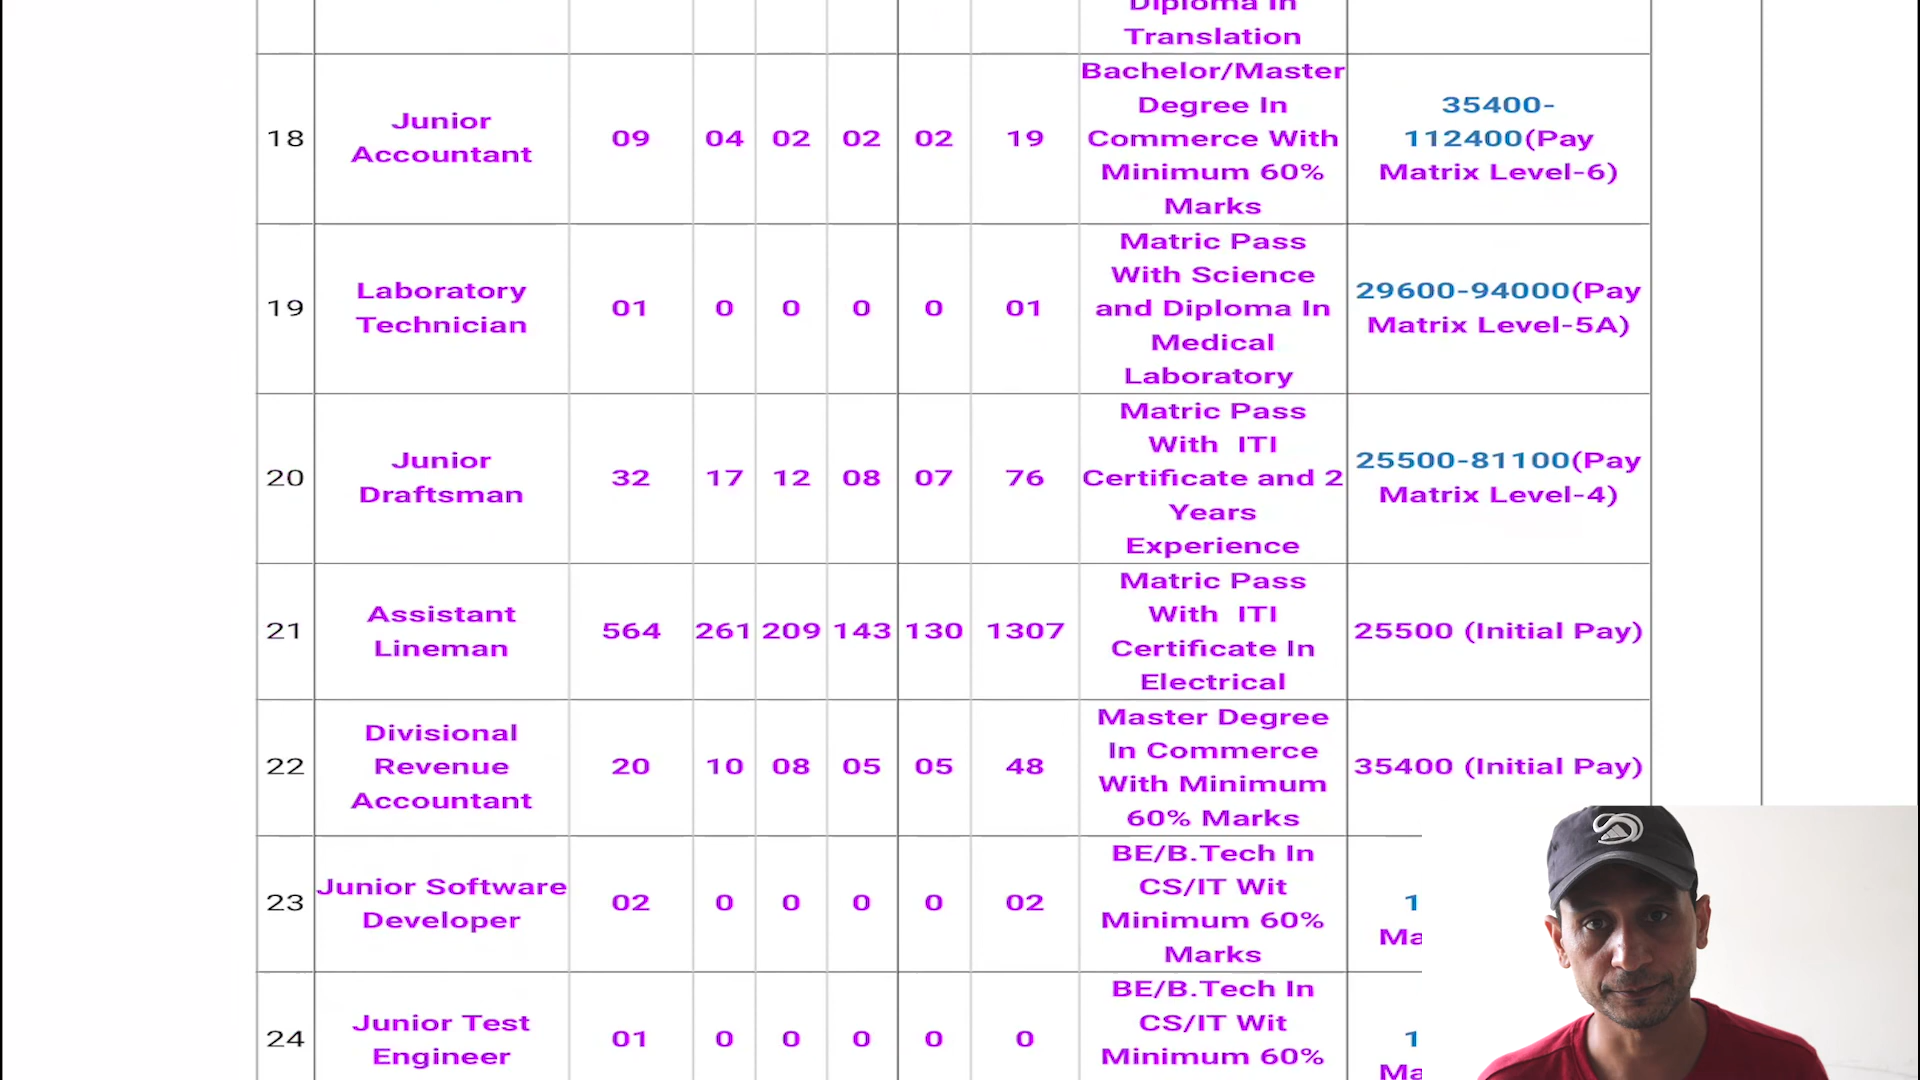 Diploma In
Translation
18
Junior
Accountant
09
04
02
02
02
19
Bachelor/Master
Degree In
Commerce With
Minimum 60%
Marks
35400-
112400(Pay
Matrix Level-6)
19
Laboratory
Technician
01
0
0
0
0
01
Matric Pass
With Science
and Diploma In
Medical
Laboratory
29600-94000(Pay
Matrix Level-5A)
20
Junior
Draftsman
32
17
12
08
07
76
Matric Pass
With ITI
Certificate and 2
Years
Experience
25500-81100(Pay
Matrix Level-4)
21
Assistant
Lineman
564
261
209
143
130
1307
Matric Pass
With ITI
Certificate In
Electrical
25500 (Initial Pay)
22
Divisional
Revenue
Accountant
20
10
08
05
05
48
Master Degree
In Commerce
With Minimum
60% Marks
35400 (Initial Pay)
23
Junior Software
Developer
02
0
0
0
0
02
BE/B.Tech In
CS/IT Wit
Minimum 60%
Marks
1
Ma
24
Junior Test
Engineer
01
0
0
0
0
0
BE/B.Tech In
CS/IT Wit
Minimum 60%
1
Ma